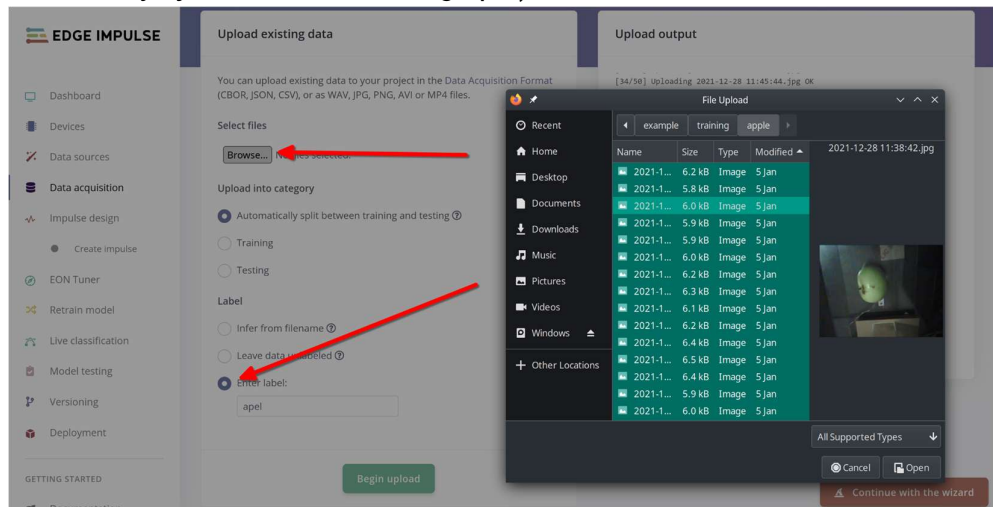 EDGE IMPULSE
Dashboard
Devices
Data sources
Data acquisition
Impulse design
Create impulse
EON Tuner
Retrain model
Live classification
Model testing
Versioning
Deployment
GETTING STARTED
Upload existing data
You can upload existing data to your project in the Data Acquisition Format
(CBOR, JSON, CSV), or as WAV, JPG, PNG, AVI or MP4 files.
Select files
Browse... selected.
Upload into category
Automatically split between training and testing
Training
Testing
Label
Infer from filename
Leave data unlabeled
Enter label:
apel
Begin upload
Upload output
[34/50] Uploading 2021-12-28 11:45:44.jpg OK
File Upload
Recent
Home
Desktop
Documents
Downloads
Music
Pictures
Videos
Windows
Other Locations
example training apple
Name Size Type Modified
2021-1... 6.2 kB Image 5 Jan
2021-1... 5.8 kB Image 5 Jan
2021-1... 6.0 kB Image 5 Jan
2021-1... 5.9 kB Image 5 Jan
2021-1... 5.9 kB Image 5 Jan
2021-1... 6.0 kB Image 5 Jan
2021-1... 6.2 kB Image 5 Jan
2021-1... 6.3 kB Image 5 Jan
2021-1... 6.1 kB Image 5 Jan
2021-1... 6.2 kB Image 5 Jan
2021-1... 6.4 kB Image 5 Jan
2021-1... 6.5 kB Image 5 Jan
2021-1... 6.4 kB Image 5 Jan
2021-1... 6.2 kB Image 5 Jan
2021-1... 6.0 kB Image 5 Jan
2021-12-28 11:38:42.jpg
All Supported Types
Cancel Open
Continue with the wizard